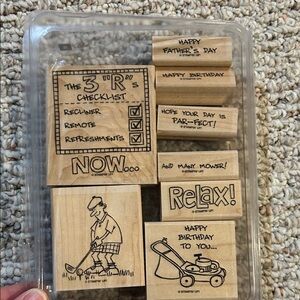 THE 3 "R"s
CHECKLIST
RECLINER
REMOTE
REFRESHMENTS
NOW...
HAPPY
FATHER'S DAY
HAPPY BIRTHDAY
HOPE YOUR DAY IS
PAR-FECT!
AND MANY MOWER!
RELAX!
HAPPY
BIRTHDAY
TO YOU...